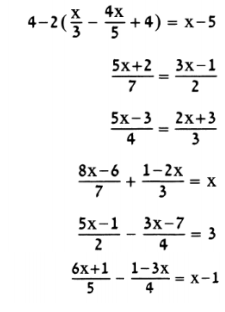 4-2(x/3 - 4x/5 + 4) = x-5
(5x+2)/7 = (3x-1)/2
(5x-3)/4 = (2x+3)/3
(8x-6)/7 + (1-2x)/3 = x
(5x-1)/2 - (3x-7)/4 = 3
(6x+1)/5 - (1-3x)/4 = x-1